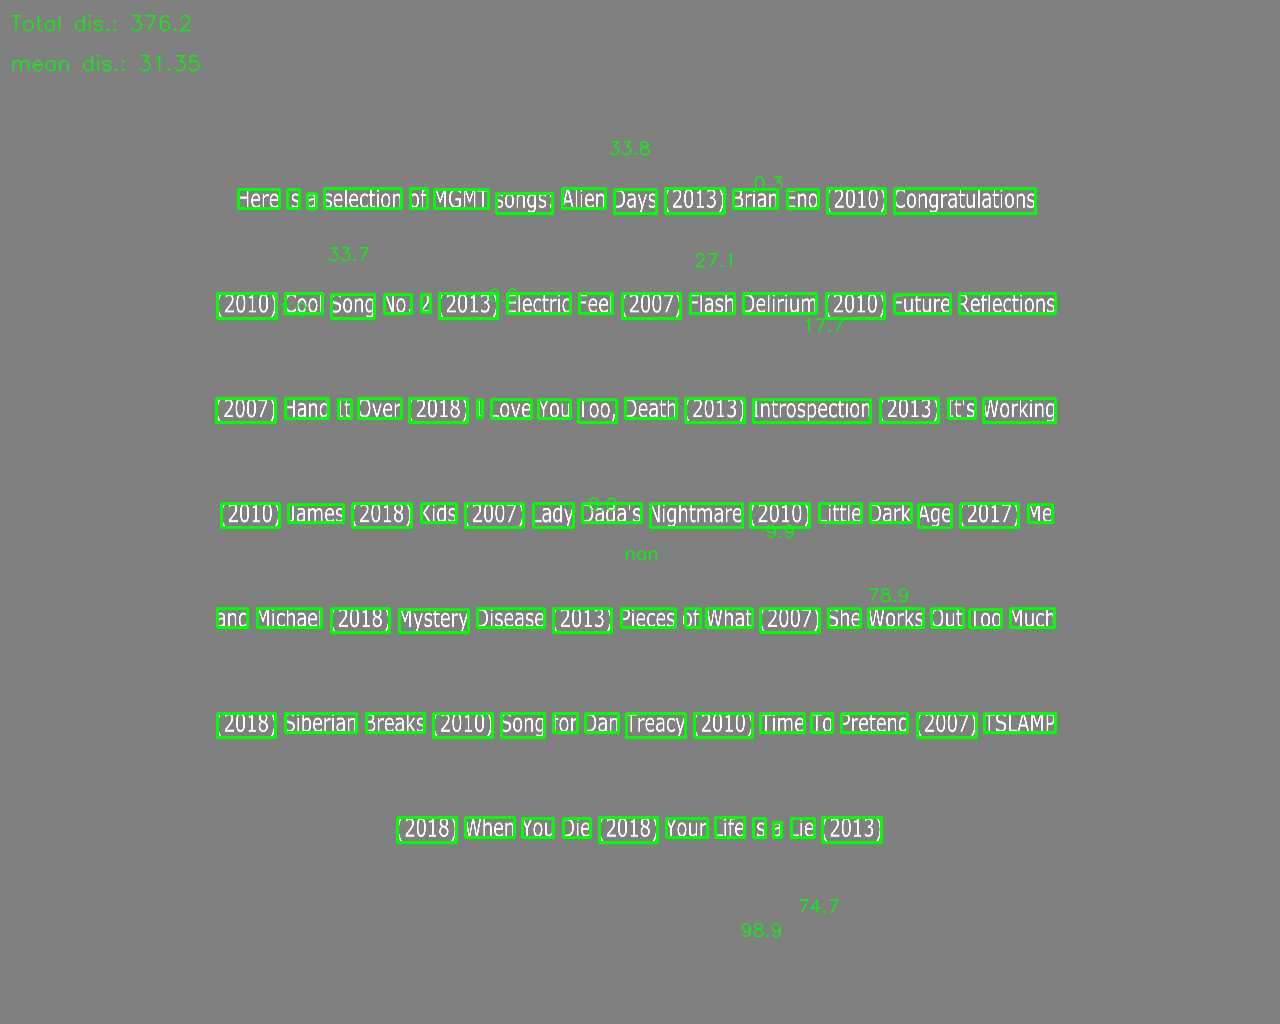 Total dis.: 376.2
mean dis.: 31.35
33.8
0.3
Here is a selection of MGMT songs: Alien Days (2013) Brian Eno (2010) Congratulations
33.7
27.1
(2010) Cool Song No. 2 (2013) Electric Feel (2007) Flash Delirium (2010) Future Reflections
17.7
(2007) Hand It Over (2018) I Love You Too, Death (2013) Introspection (2013) It's Working
(2010) James (2018) Kids (2007) Lady Dada's Nightmare (2010) Little Dark Age (2017) Me
9.9
nan
78.9
and Michael (2018) Mystery Disease (2013) Pieces of What (2007) She Works Out Too Much
(2018) Siberian Breaks (2010) Song for Dan Treacy (2010) Time To Pretend (2007) TSLAMP
(2018) When You Die (2018) Your Life is a Lie (2013)
74.7
98.9